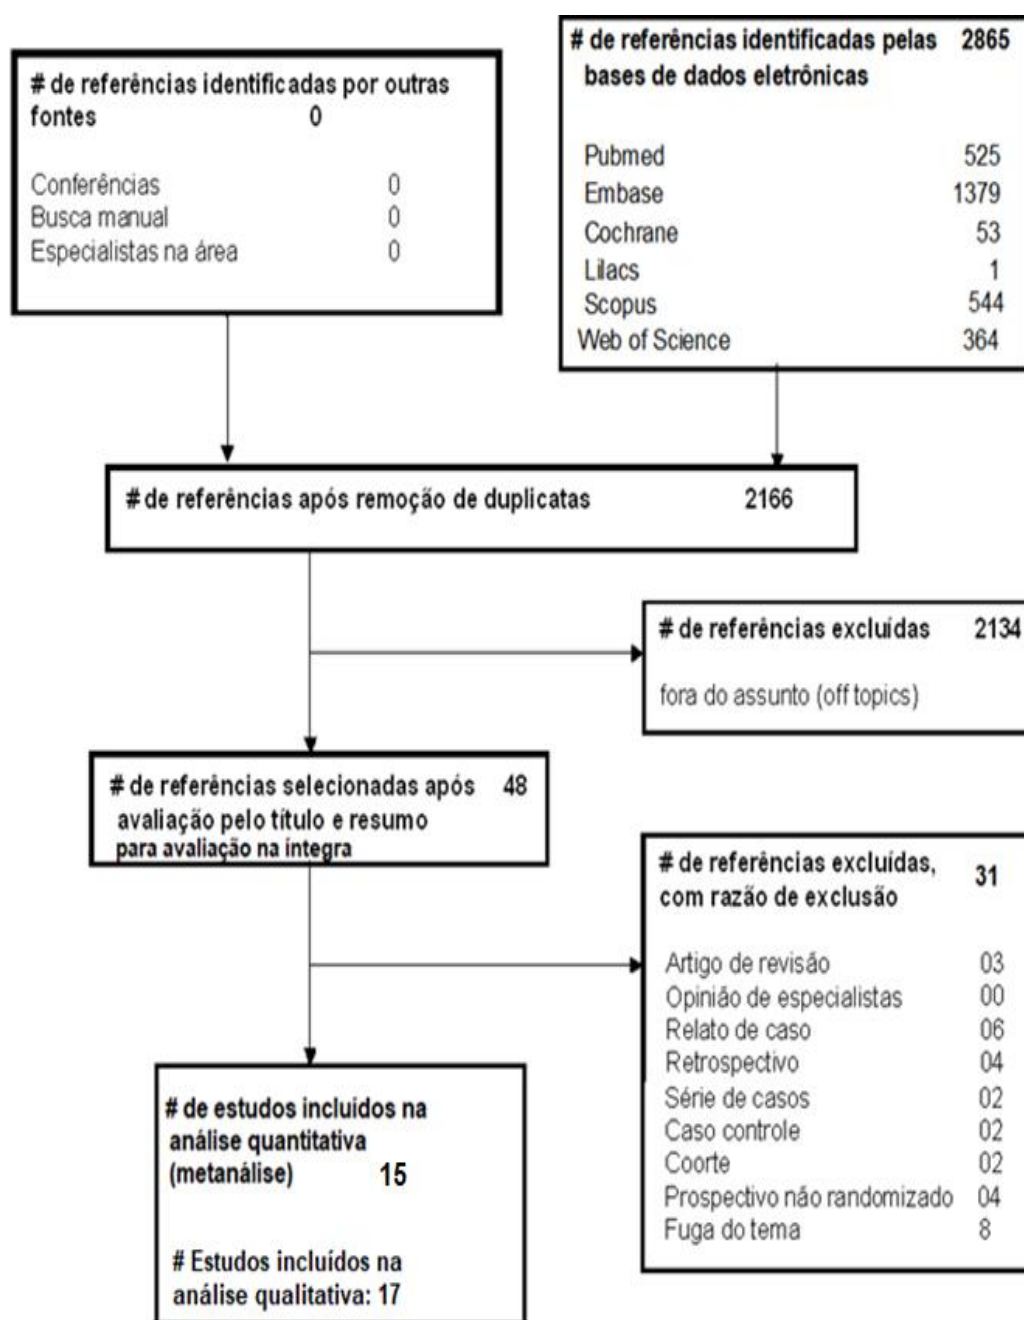 # de referências identificadas por outras
fontes 0
Conferências 0
Busca manual 0
Especialistas na área 0
# de referências identificadas pelas 2865
bases de dados eletrônicas
Pubmed 525
Embase 1379
Cochrane 53
Lilacs 1
Scopus 544
Web of Science 364
# de referências após remoção de duplicatas 2166
# de referências excluídas 2134
fora do assunto (off topics)
# de referências selecionadas após 48
avaliação pelo título e resumo
para avaliação na íntegra
# de referências excluídas, 31
com razão de exclusão
Artigo de revisão 03
Opinião de especialistas 00
Relato de caso 06
Retrospectivo 04
Série de casos 02
Caso controle 02
Coorte 02
Prospectivo não randomizado 04
Fuga do tema 8
# de estudos incluídos na
análise quantitativa
(metanálise) 15
# Estudos incluídos na
análise qualitativa: 17